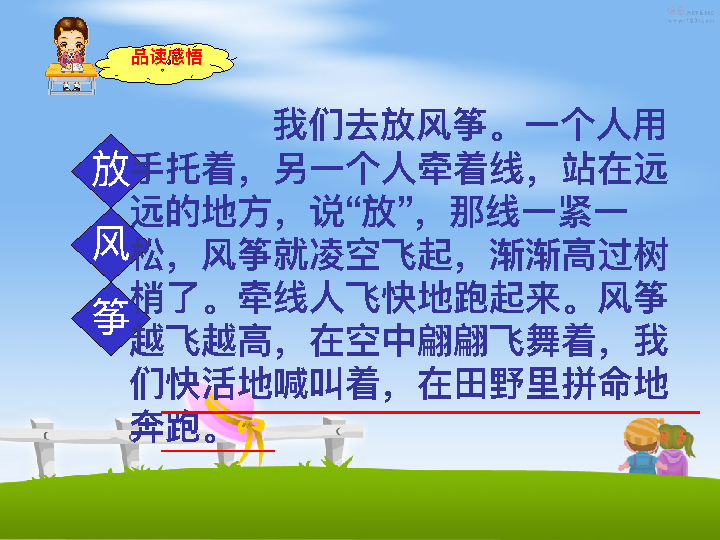 品读感悟
放
风
筝
我们去放风筝。一个人用
手托着，另一个人牵着线，站在远
远的地方，说“放”，那线一紧一
松，风筝就凌空飞起，渐渐高过树
梢了。牵线人飞快地跑起来。风筝
越飞越高，在空中翩翩飞舞着，我
们快活地喊叫着，在田野里拼命地
奔跑。